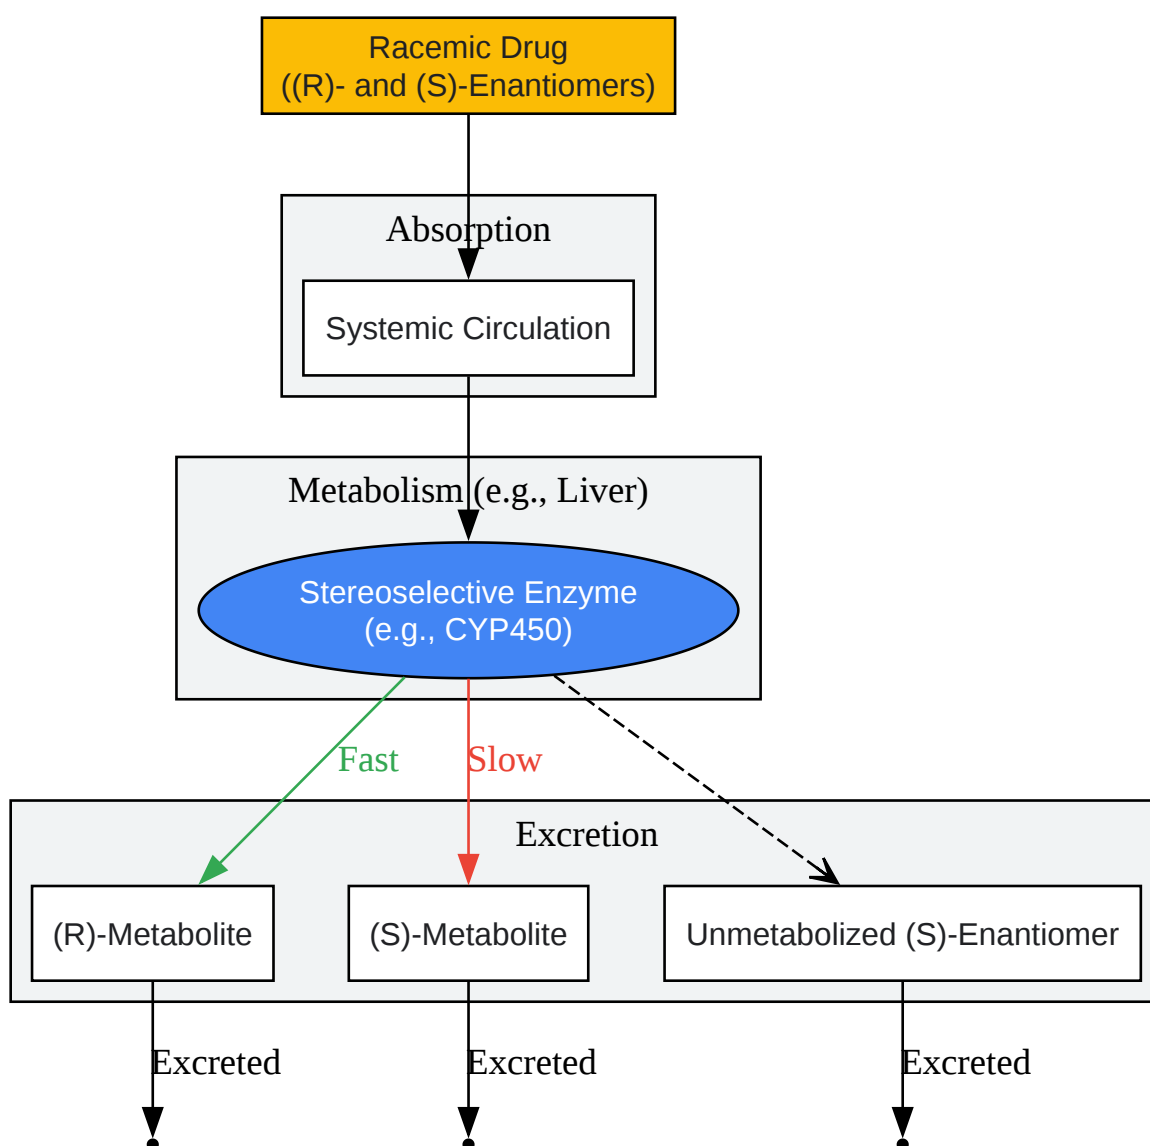 Racemic Drug
((R)- and (S)-Enantiomers)
Absorption
Systemic Circulation
Metabolism (e.g., Liver)
Stereoselective Enzyme
(e.g., CYP450)
Fast
Slow
Excretion
(R)-Metabolite
(S)-Metabolite
Unmetabolized (S)-Enantiomer
Excreted
Excreted
Excreted